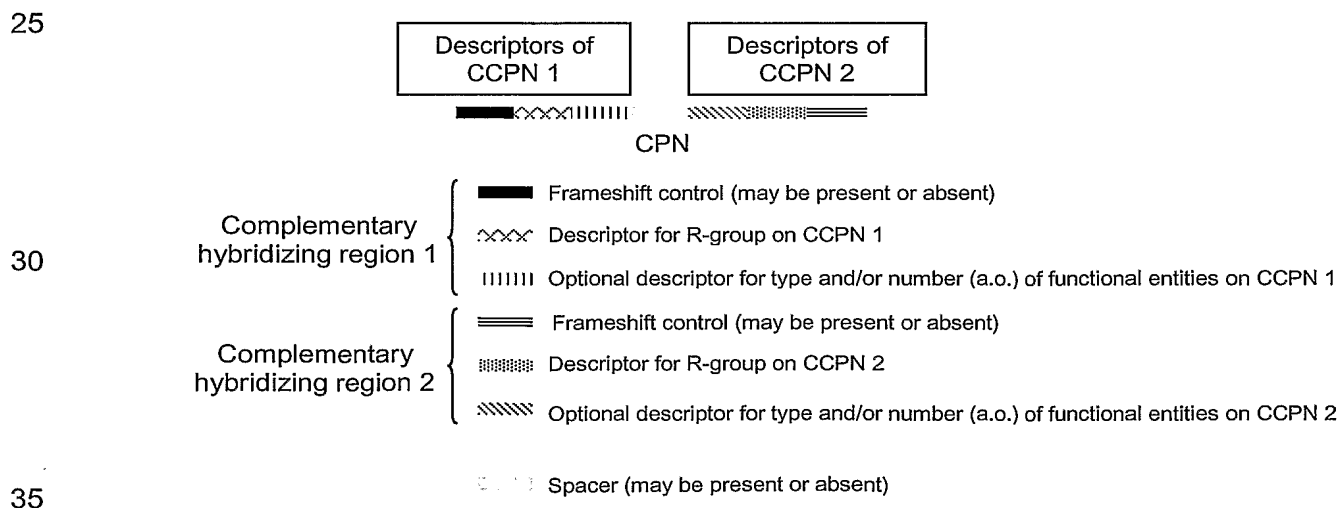 25
Descriptors of
CCPN 1
Descriptors of
CCPN 2
CPN
Complementary
hybridizing region 1
Frameshift control (may be present or absent)
Descriptor for R-group on CCPN 1
30
Optional descriptor for type and/or number (a.o.) of functional entities on CCPN 1
Complementary
hybridizing region 2
Frameshift control (may be present or absent)
Descriptor for R-group on CCPN 2
Optional descriptor for type and/or number (a.o.) of functional entities on CCPN 2
35
Spacer (may be present or absent)